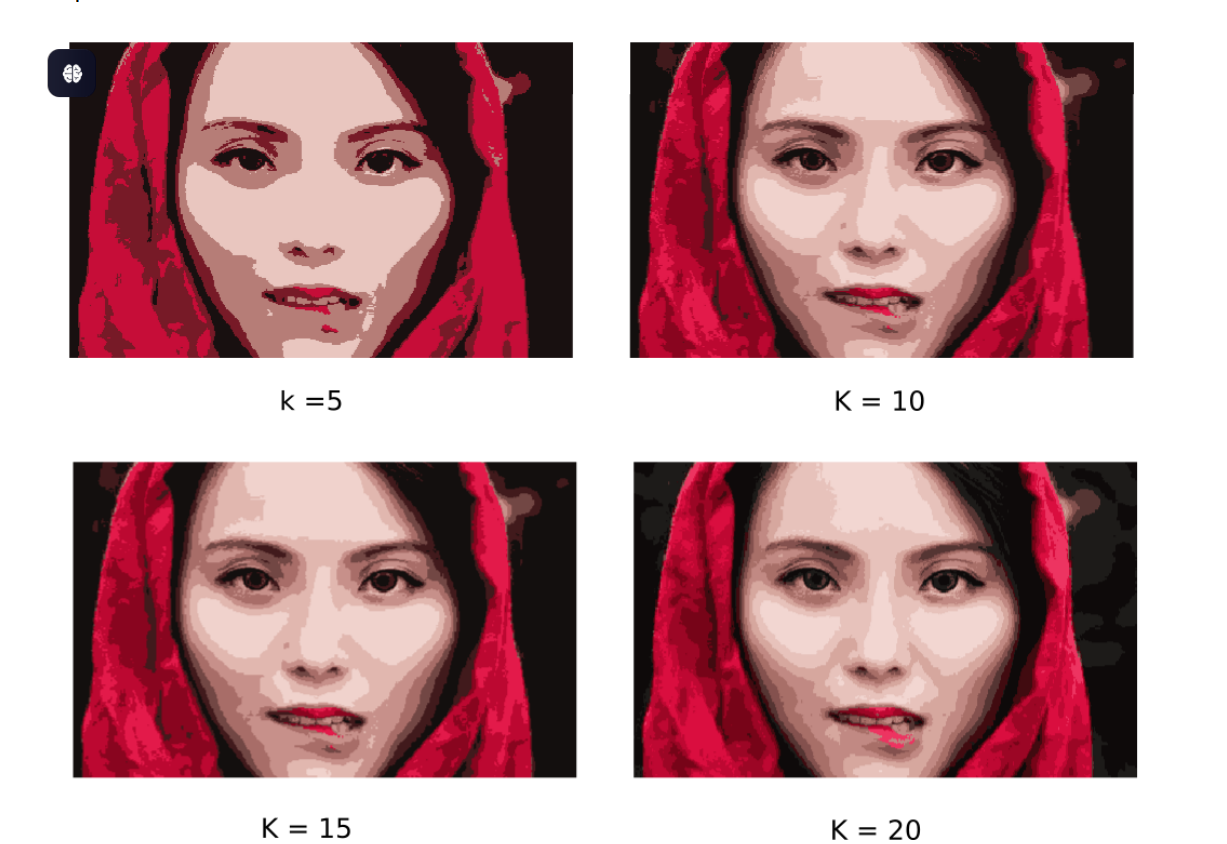 k =5
K = 10
K = 15
K = 20